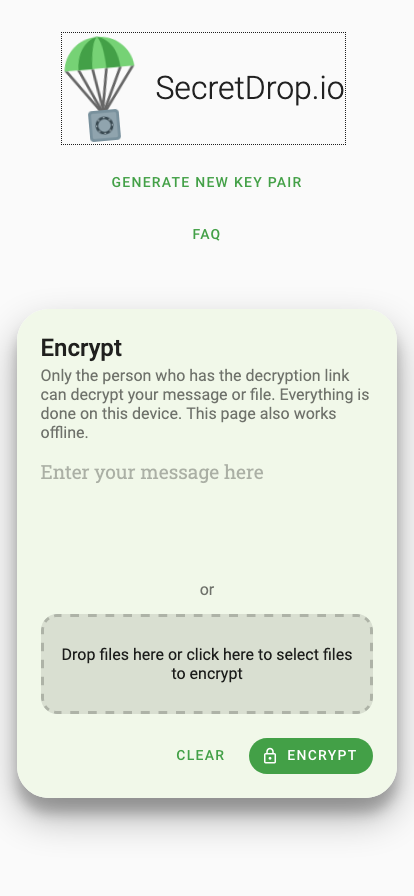 SecretDrop.io
GENERATE NEW KEY PAIR
FAQ
Encrypt
Only the person who has the decryption link
can decrypt your message or file. Everything is
done on this device. This page also works
offline.
Enter your message here
or
Drop files here or click here to select files
to encrypt
CLEAR
ENCRYPT